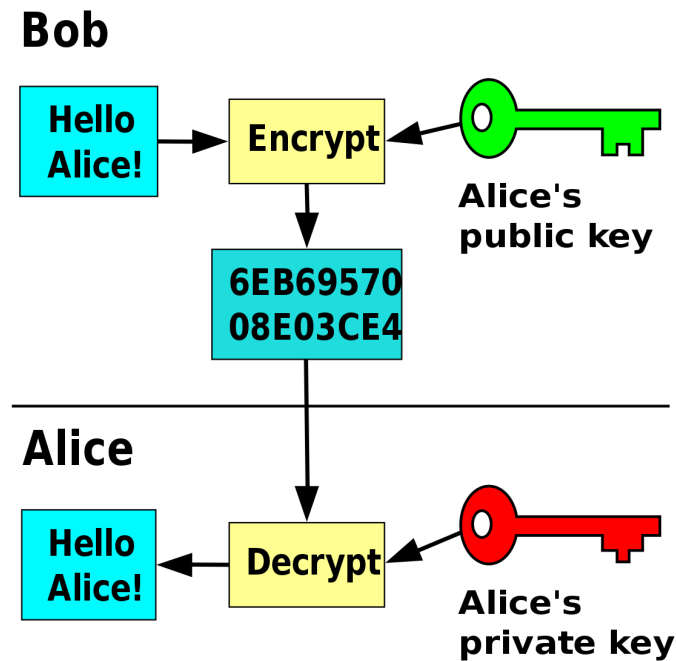 Bob
Hello
Alice!
Encrypt
Alice's
public key
6EB69570
08E03CE4
Alice
Hello
Alice!
Decrypt
Alice's
private key